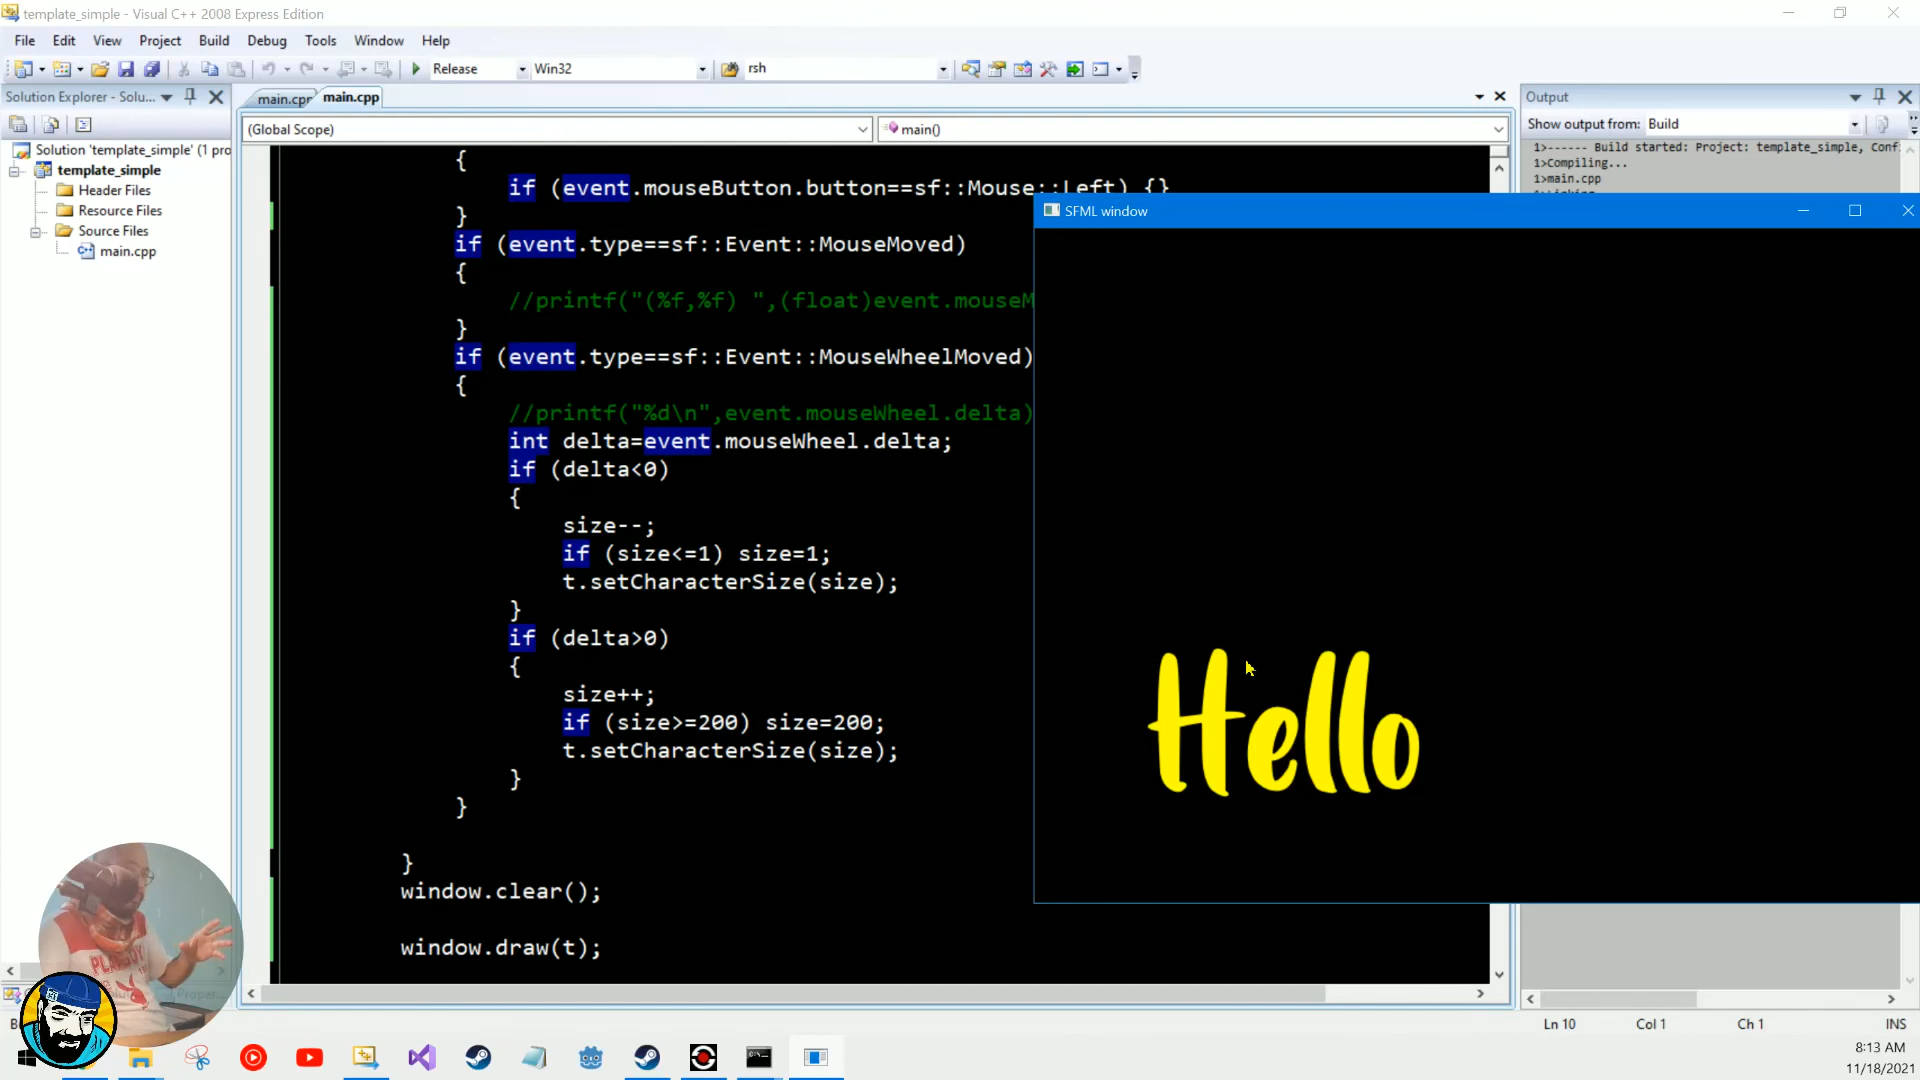 template_simple - Visual C++ 2008 Express Edition
File Edit View Project Build Debug Tools Window Help
Release Win32 rsh
Solution Explorer - Solu...
Solution 'template_simple' (1 pro
template_simple
Header Files
Resource Files
Source Files
main.cpp
main.cpp main.cpp
(Global Scope) main()
{
if (event.mouseButton.button==sf::Mouse::Left) {}
}
if (event.type==sf::Event::MouseMoved)
{
//printf("(%f,%f) ",(float)event.mouseM
}
if (event.type==sf::Event::MouseWheelMoved)
{
//printf("%d\n",event.mouseWheel.delta)
int delta=event.mouseWheel.delta;
if (delta<0)
{
size--;
if (size<=1) size=1;
t.setCharacterSize(size);
}
if (delta>0)
{
size++;
if (size>=200) size=200;
t.setCharacterSize(size);
}
}
}
window.clear();
window.draw(t);
Output
Show output from: Build
1>------ Build started: Project: template_simple, Conf
1>Compiling...
1>main.cpp
SFML window
Hello
Ln 10 Col 1 Ch 1 INS
8:13 AM
11/18/2021